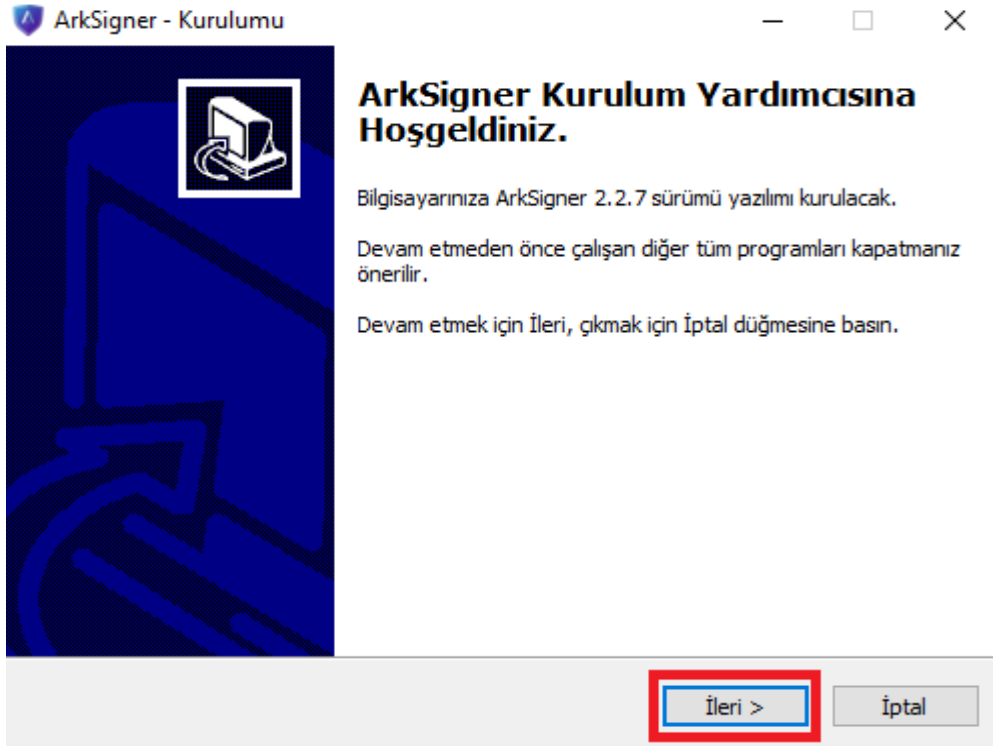 ArkSigner - Kurulumu
ArkSigner Kurulum Yardımcısına
Hoşgeldiniz.
Bilgisayarınıza ArkSigner 2.2.7 sürümü yazılımı kurulacak.
Devam etmeden önce çalışan diğer tüm programları kapatmanız
önerilir.
Devam etmek için İleri, çıkmak için İptal düğmesine basın.
İleri >
İptal